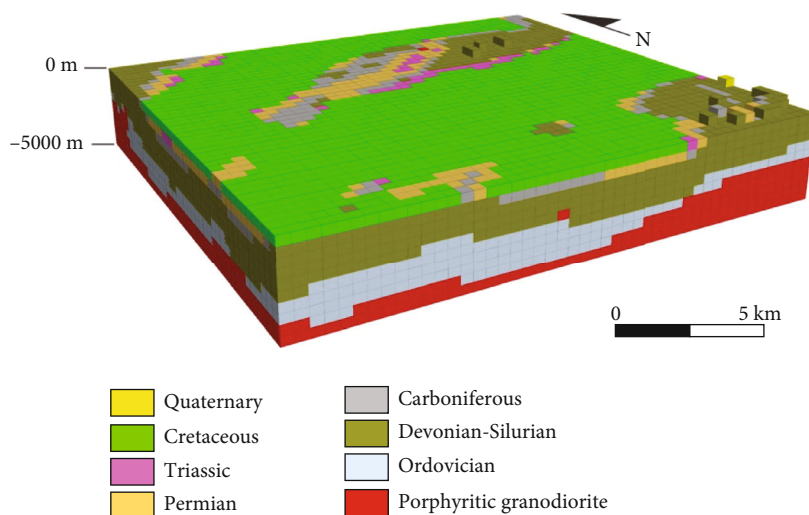 N
0 m
–5000 m
0 5 km
Quaternary
Cretaceous
Triassic
Permian
Carboniferous
Devonian-Silurian
Ordovician
Porphyritic granodiorite